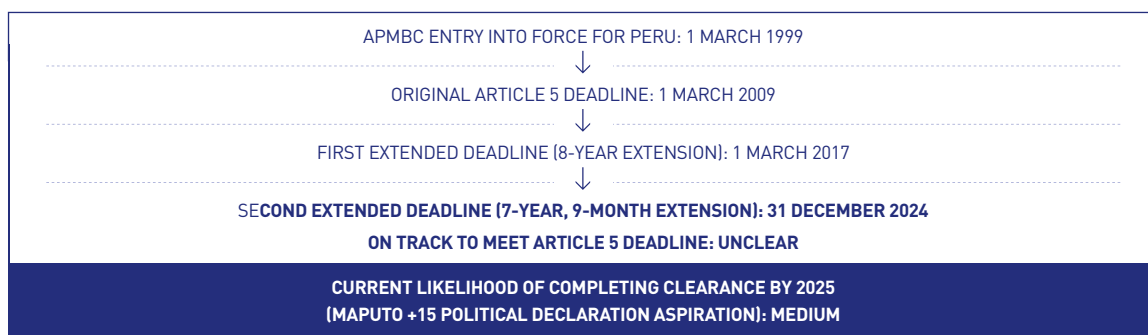 APMBC ENTRY INTO FORCE FOR PERU: 1 MARCH 1999
ORIGINAL ARTICLE 5 DEADLINE: 1 MARCH 2009
FIRST EXTENDED DEADLINE (8-YEAR EXTENSION): 1 MARCH 2017
SECOND EXTENDED DEADLINE (7-YEAR, 9-MONTH EXTENSION): 31 DECEMBER 2024
ON TRACK TO MEET ARTICLE 5 DEADLINE: UNCLEAR
CURRENT LIKELIHOOD OF COMPLETING CLEARANCE BY 2025
(MAPUTO +15 POLITICAL DECLARATION ASPIRATION): MEDIUM